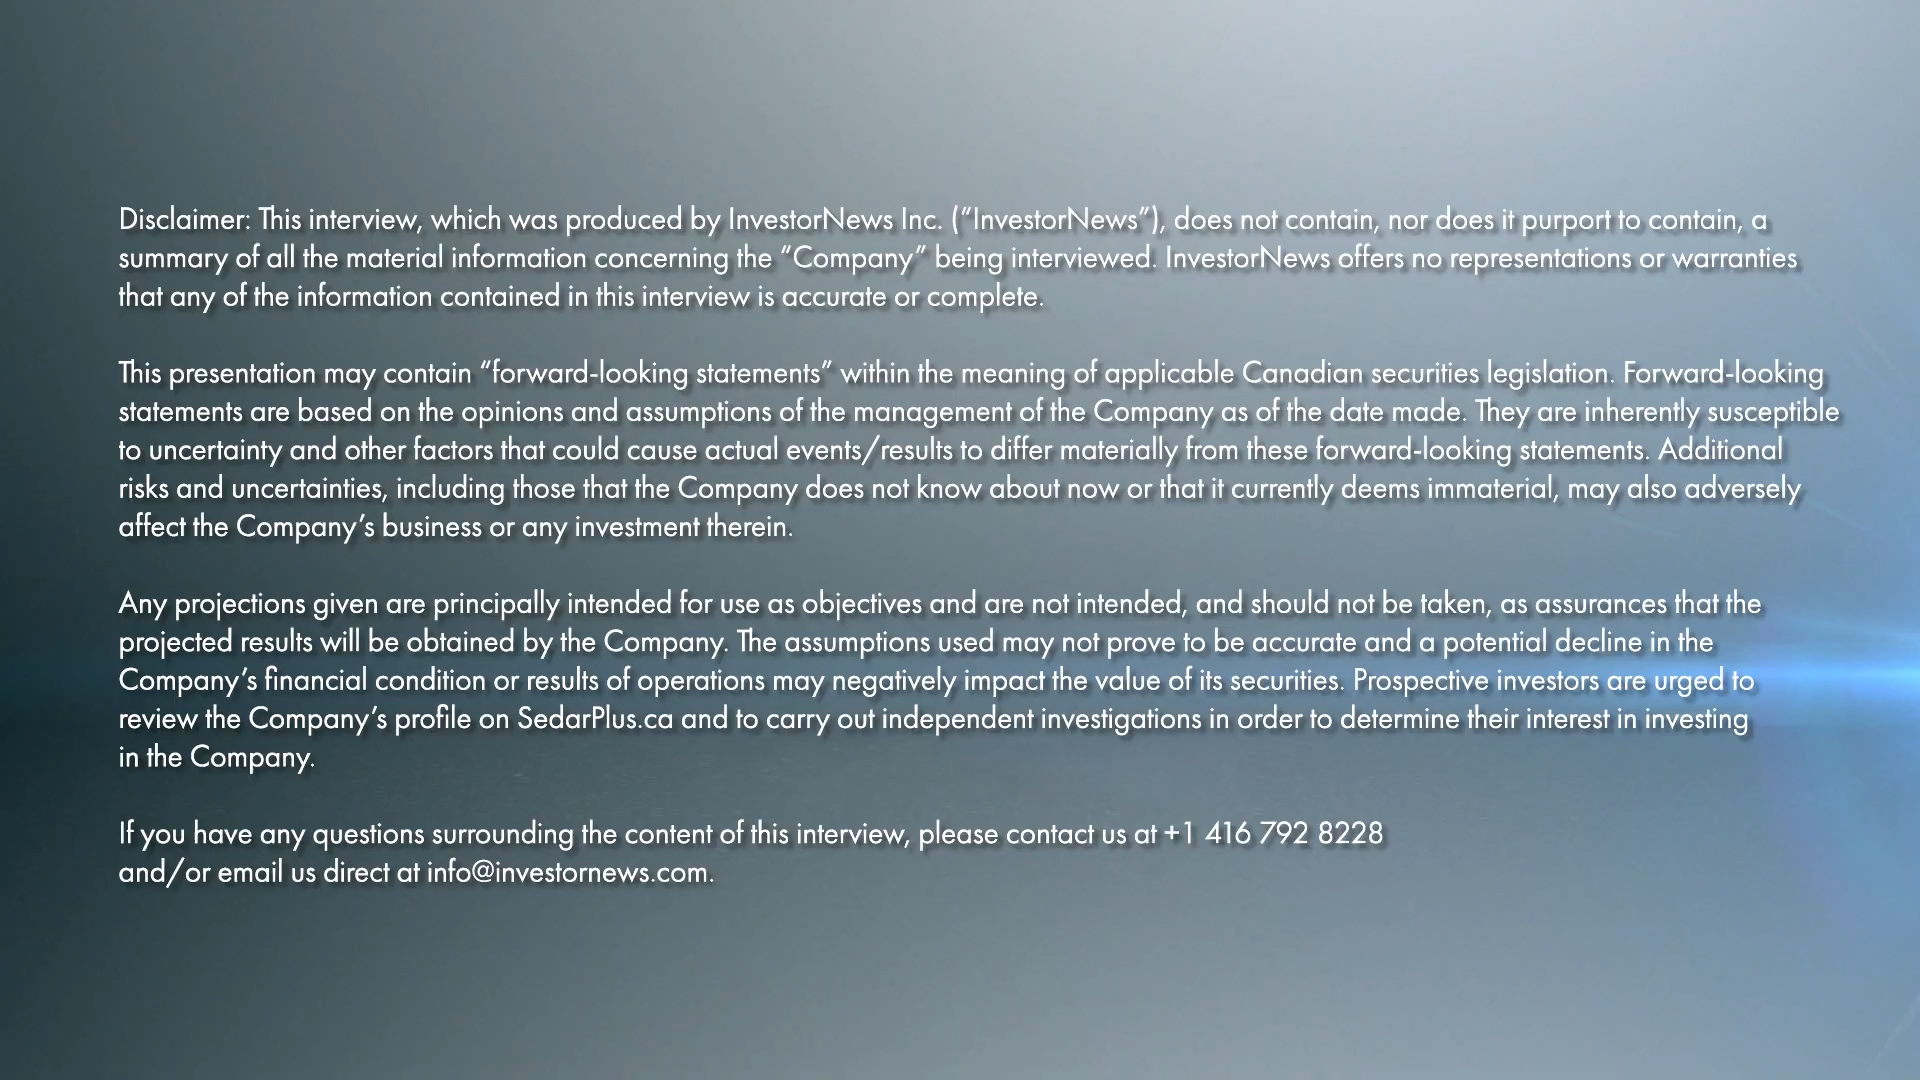 Disclaimer: This interview, which was produced by InvestorNews Inc. (“InvestorNews”), does not contain, nor does it purport to contain, a
summary of all the material information concerning the “Company” being interviewed. InvestorNews offers no representations or warranties
that any of the information contained in this interview is accurate or complete.
This presentation may contain “forward-looking statements” within the meaning of applicable Canadian securities legislation. Forward-looking
statements are based on the opinions and assumptions of the management of the Company as of the date made. They are inherently susceptible
to uncertainty and other factors that could cause actual events/results to differ materially from these forward-looking statements. Additional
risks and uncertainties, including those that the Company does not know about now or that it currently deems immaterial, may also adversely
affect the Company’s business or any investment therein.
Any projections given are principally intended for use as objectives and are not intended, and should not be taken, as assurances that the
projected results will be obtained by the Company. The assumptions used may not prove to be accurate and a potential decline in the
Company’s financial condition or results of operations may negatively impact the value of its securities. Prospective investors are urged to
review the Company’s profile on SedarPlus.ca and to carry out independent investigations in order to determine their interest in investing
in the Company.
If you have any questions surrounding the content of this interview, please contact us at +1 416 792 8228
and/or email us direct at info@investornews.com.